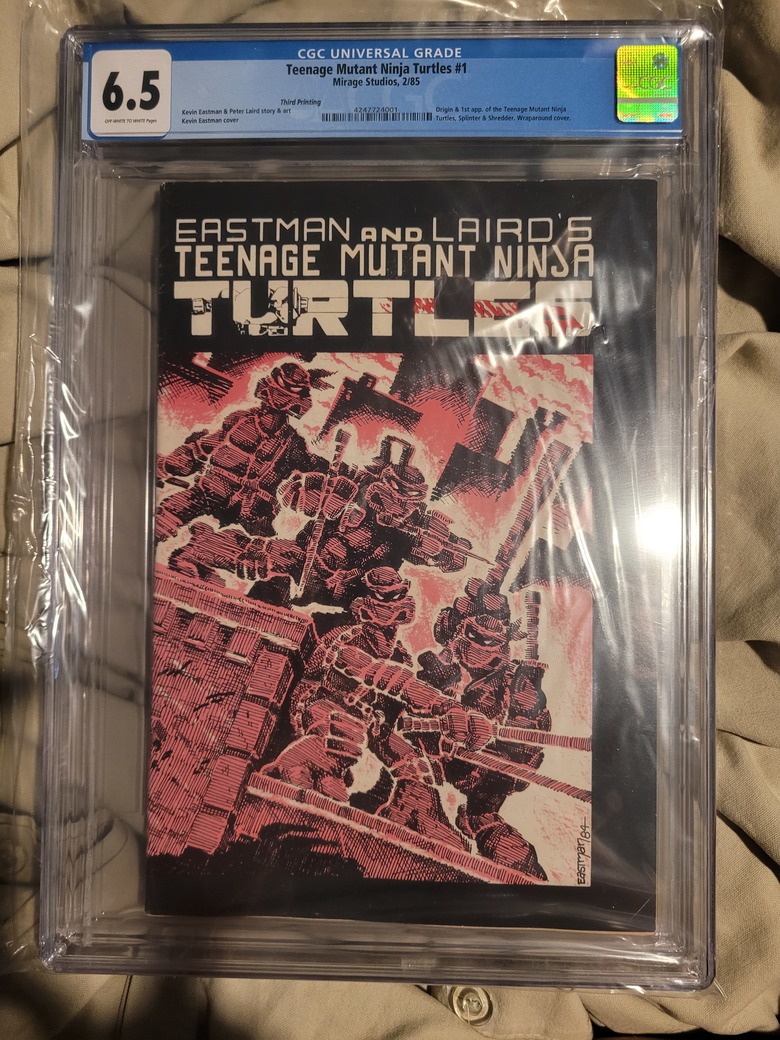 CGC UNIVERSAL GRADE
6.5
OFF-WHITE TO WHITE Pages
Teenage Mutant Ninja Turtles #1
Mirage Studios, 2/85
Third Printing
Kevin Eastman & Peter Laird story & art
Kevin Eastman cover
4247724001
Origin & 1st app. of the Teenage Mutant Ninja
Turtles, Splinter & Shredder. Wraparound cover.
CGC
EASTMAN AND LAIRD'S
TEENAGE MUTANT NINJA
TURTLES
EASTMAN/84